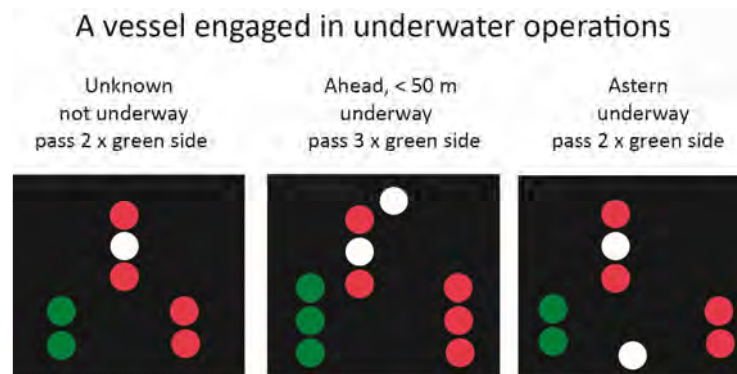 A vessel engaged in underwater operations
Unknown
not underway
pass 2 x green side
Ahead, < 50 m
underway
pass 3 x green side
Astern
underway
pass 2 x green side